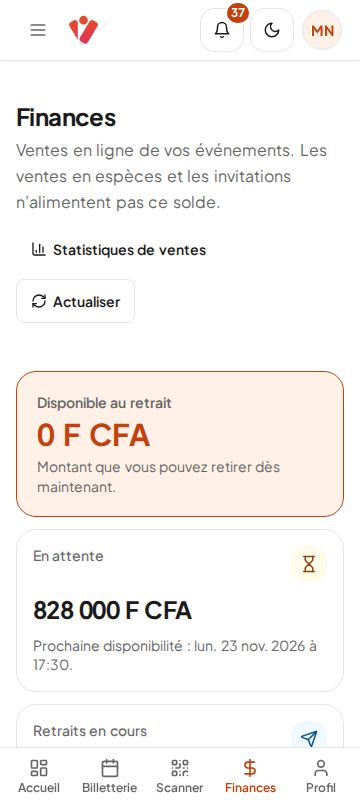 37
MN
Finances
Ventes en ligne de vos événements. Les
ventes en espèces et les invitations
n'alimentent pas ce solde.
Statistiques de ventes
Actualiser
Disponible au retrait
0 F CFA
Montant que vous pouvez retirer dès
maintenant.
En attente
828 000 F CFA
Prochaine disponibilité : lun. 23 nov. 2026 à
17:30.
Retraits en cours
Accueil
Billetterie
Scanner
Finances
Profil